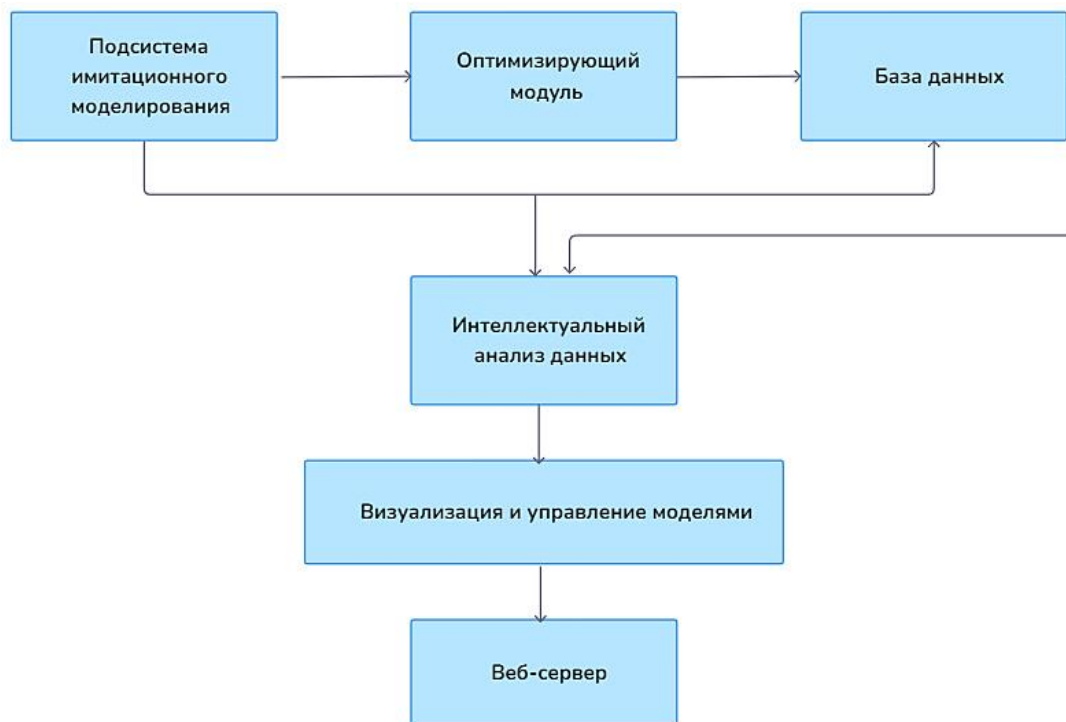 Подсистема
имитационного
моделирования
Оптимизирующий
модуль
База данных
Интеллектуальный
анализ данных
Визуализация и управление моделями
Веб-сервер